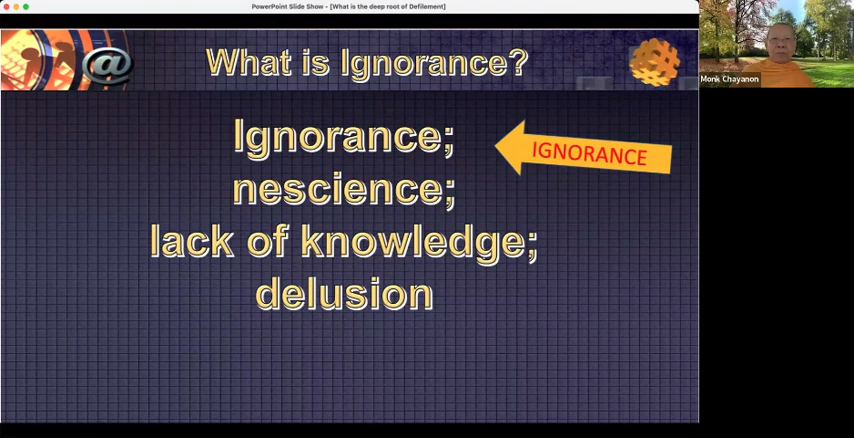 PowerPoint Slide Show - [What is the deep root of Defilement]
@
What is Ignorance?
Ignorance;
IGNORANCE
nescience;
lack of knowledge;
delusion
Monk Chayanon